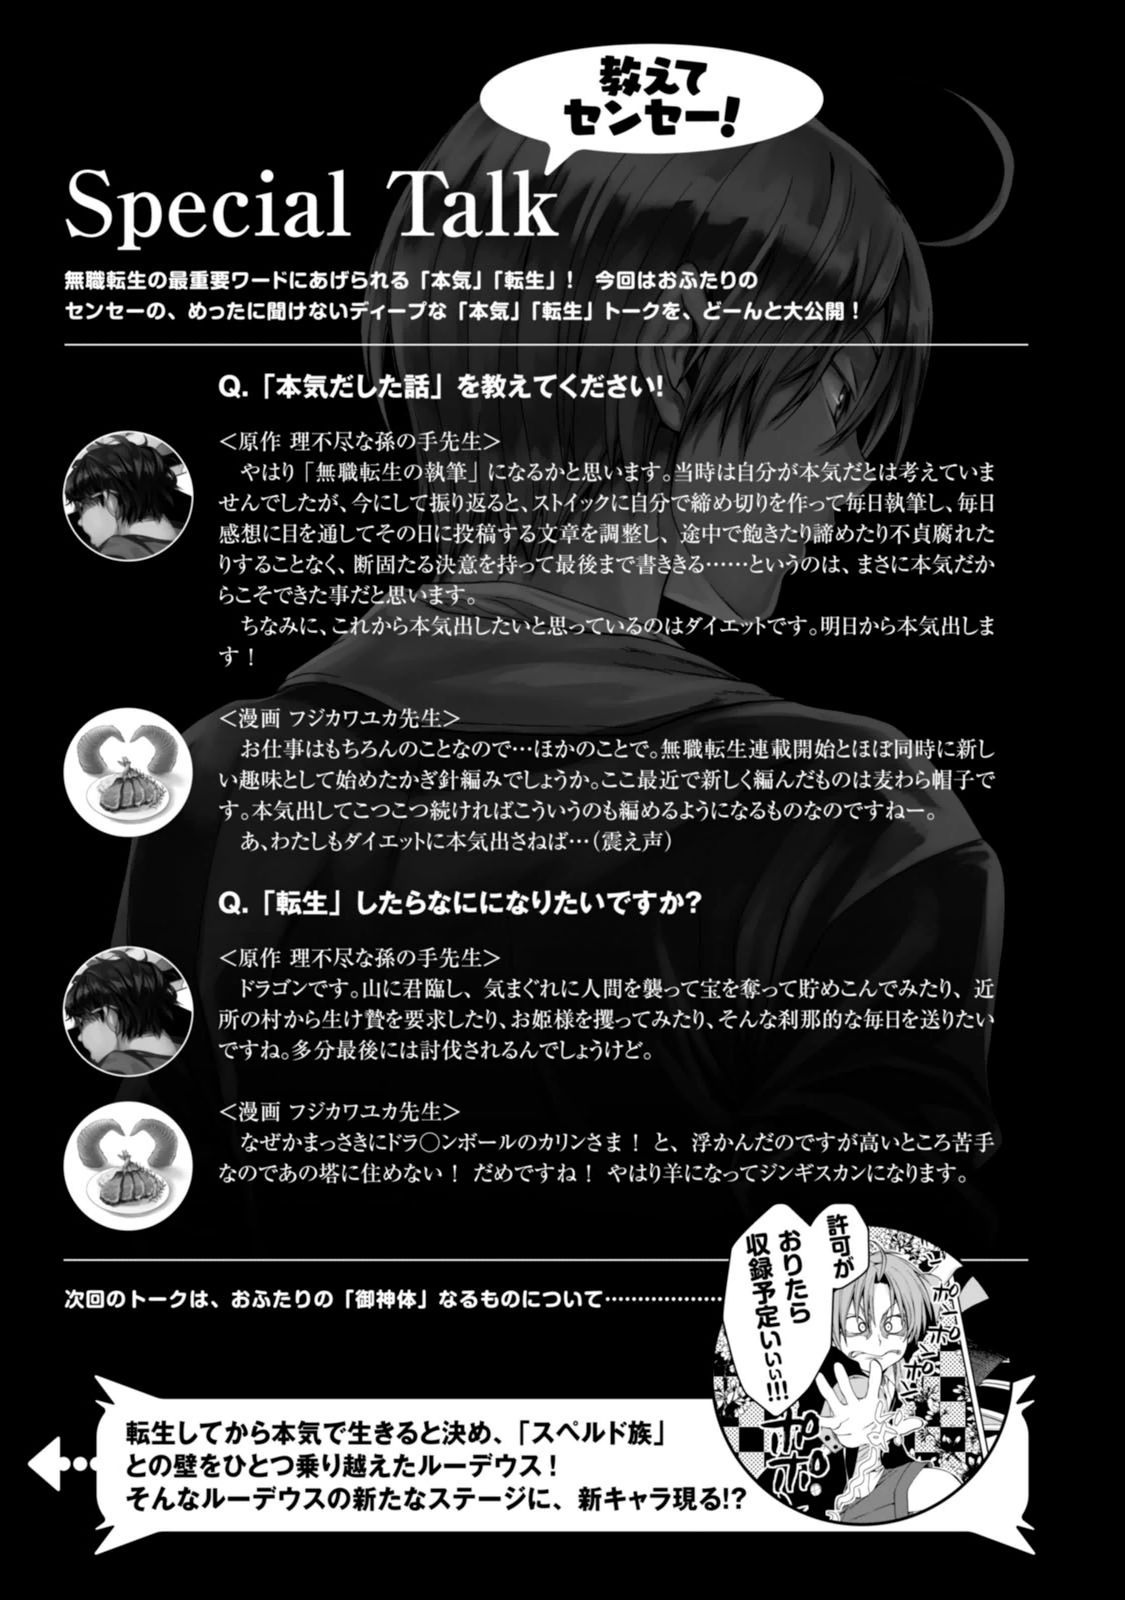 教えて
センセー!
Special Talk
無職転生の最重要ワードにあげられる「本気」「転生」! 今回はおふたりの
センセーの、めったに聞けないディープな「本気」「転生」トークを、どーんと大公開!
Q.「本気だした話」を教えてください!
<原作 理不尽な孫の手先生>
やはり「無職転生の執筆」になるかと思います。当時は自分が本気だとは考えていま
せんでしたが、今にして振り返ると、ストイックに自分で締め切りを作って毎日執筆し、毎日
感想に目を通してその日に投稿する文章を調整し、途中で飽きたり諦めたり不貞腐れた
りすることなく、断固たる決意を持って最後まで書ききる……というのは、まさに本気だか
らこそできた事だと思います。
ちなみに、これから本気出したいと思っているのはダイエットです。明日から本気出しま
す!
<漫画 フジカワユカ先生>
お仕事はもちろんのことなので…ほかのことで。無職転生連載開始とほぼ同時に新し
い趣味として始めたかぎ針編みでしょうか。ここ最近で新しく編んだものは麦わら帽子で
す。本気出してこつこつ続ければこういうのも編めるようになるものなのですねー。
あ、わたしもダイエットに本気出さねば…(震え声)
Q.「転生」したらなにになりたいですか?
<原作 理不尽な孫の手先生>
ドラゴンです。山に君臨し、気まぐれに人間を襲って宝を奪って貯めこんでみたり、近
所の村から生け贄を要求したり、お姫様を攫ってみたり、そんな刹那的な毎日を送りたい
ですね。多分最後には討伐されるんでしょうけど。
<漫画 フジカワユカ先生>
なぜかまっさきにドラ◯ンボールのカリンさま! と、浮かんだのですが高いところ苦手
なのであの塔に住めない! だめですね! やはり羊になってジンギスカンになります。
次回のトークは、おふたりの「御神体」なるものについて………………
許可が
おりたら
収録予定いぃぃ!!!
ポポポポ
ポポ
転生してから本気で生きると決め、「スペルド族」
との壁をひとつ乗り越えたルーデウス!
そんなルーデウスの新たなステージに、新キャラ現る!?